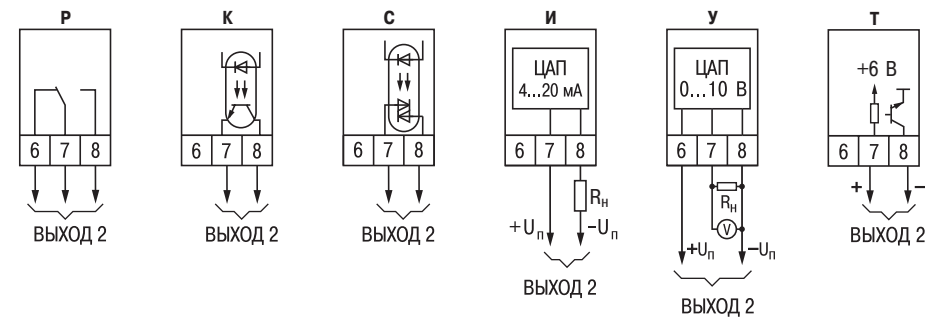 Р К С И У Т
ЦАП
4...20 мА
ЦАП
0...10 В
+6 В
6 7 8
6 7 8
6 7 8
6 7 8
6 7 8
6 7 8
ВЫХОД 2
ВЫХОД 2
ВЫХОД 2
Rн
+Uп
−Uп
ВЫХОД 2
Rн
V
+Uп
−Uп
ВЫХОД 2
+ −
ВЫХОД 2